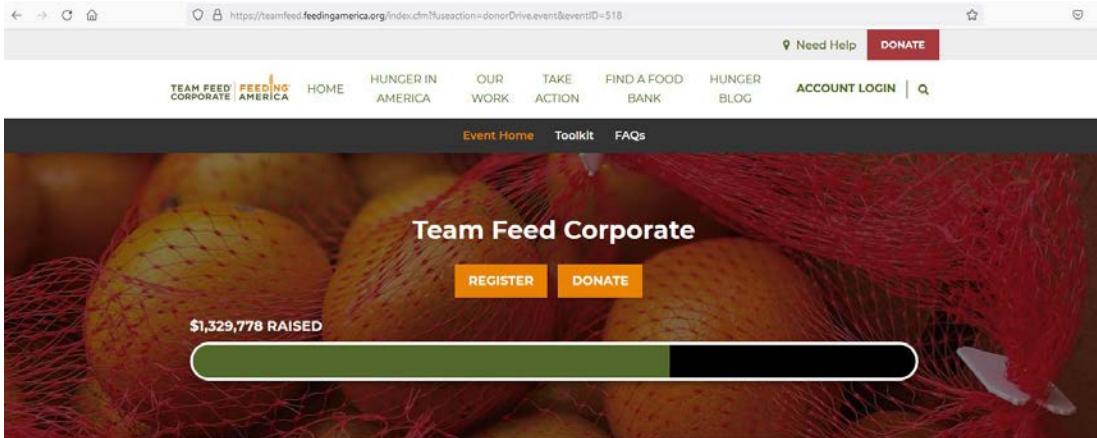 https://teamfeed.feedingamerica.org/index.cfm?fuseaction=donorDrive.event&eventID=518
Need Help DONATE
TEAM FEED CORPORATE FEEDING AMERICA HOME HUNGER IN AMERICA OUR WORK TAKE ACTION FIND A FOOD BANK HUNGER BLOG ACCOUNT LOGIN
Event Home Toolkit FAQs
Team Feed Corporate
REGISTER DONATE
$1,329,778 RAISED